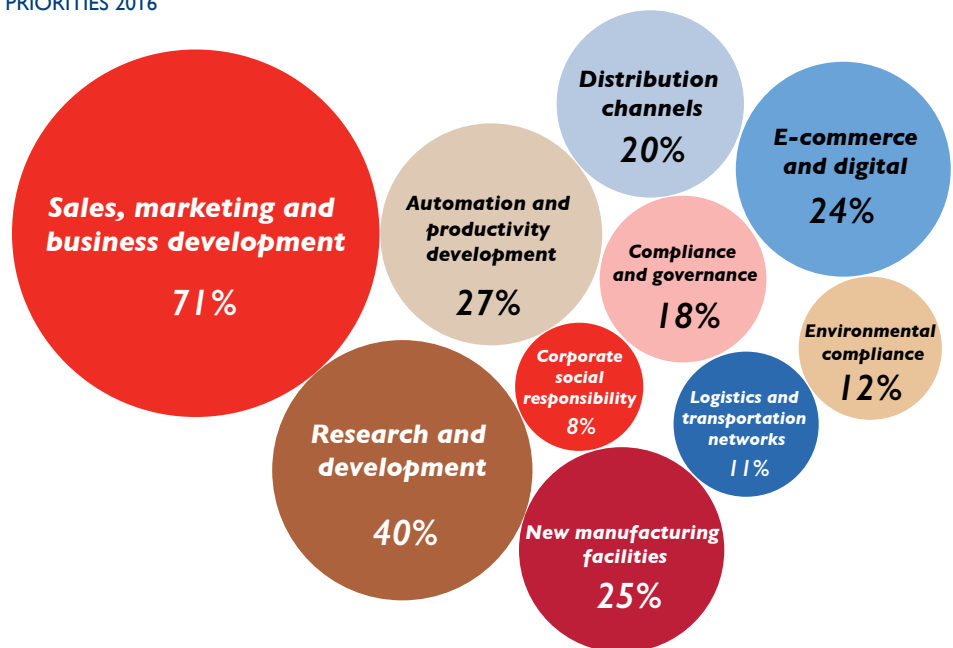 PRIORITIES 2016
Distribution
channels
20%
E-commerce
and digital
24%
Sales, marketing and
business development
71%
Automation and
productivity
development
27%
Compliance
and governance
18%
Environmental
compliance
12%
Corporate
social
responsibility
8%
Logistics and
transportation
networks
11%
Research and
development
40%
New manufacturing
facilities
25%